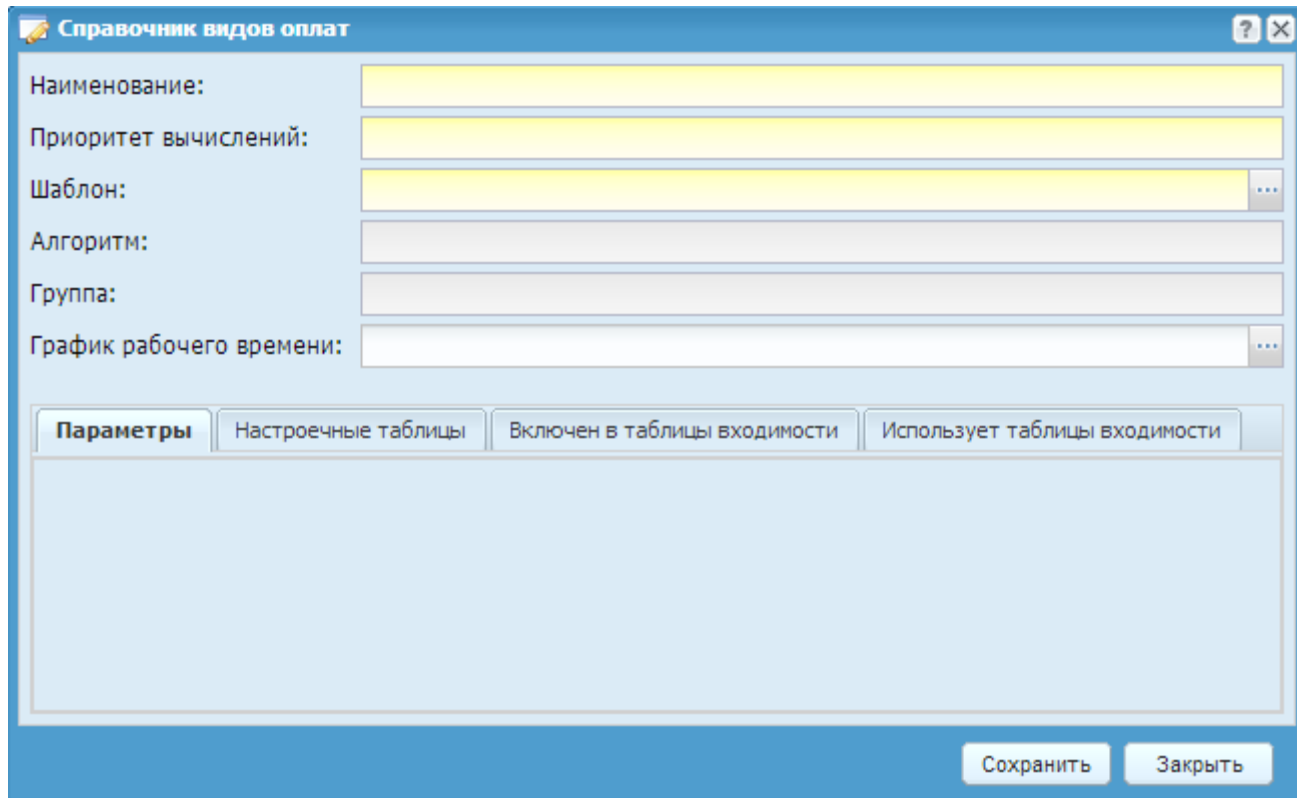 Справочник видов оплат
Наименование:
Приоритет вычислений:
Шаблон:
Алгоритм:
Группа:
График рабочего времени:
Параметры Настроечные таблицы Включен в таблицы входимости Использует таблицы входимости
Сохранить Закрыть